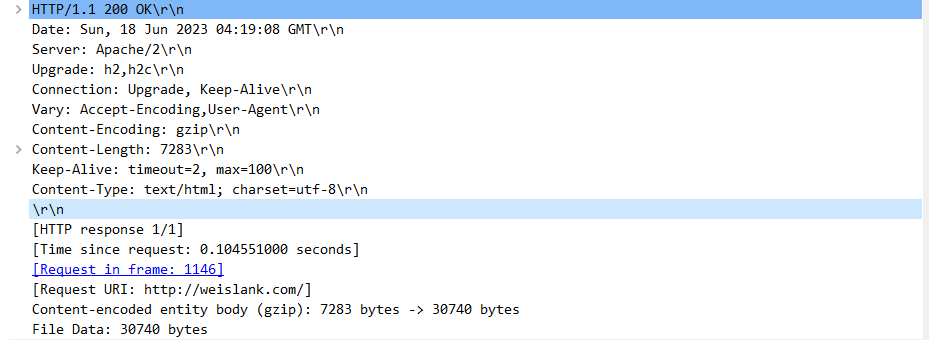 HTTP/1.1 200 OK\r\n
Date: Sun, 18 Jun 2023 04:19:08 GMT\r\n
Server: Apache/2\r\n
Upgrade: h2,h2c\r\n
Connection: Upgrade, Keep-Alive\r\n
Vary: Accept-Encoding,User-Agent\r\n
Content-Encoding: gzip\r\n
Content-Length: 7283\r\n
Keep-Alive: timeout=2, max=100\r\n
Content-Type: text/html; charset=utf-8\r\n
\r\n
[HTTP response 1/1]
[Time since request: 0.104551000 seconds]
[Request in frame: 1146]
[Request URI: http://weislank.com/]
Content-encoded entity body (gzip): 7283 bytes -> 30740 bytes
File Data: 30740 bytes